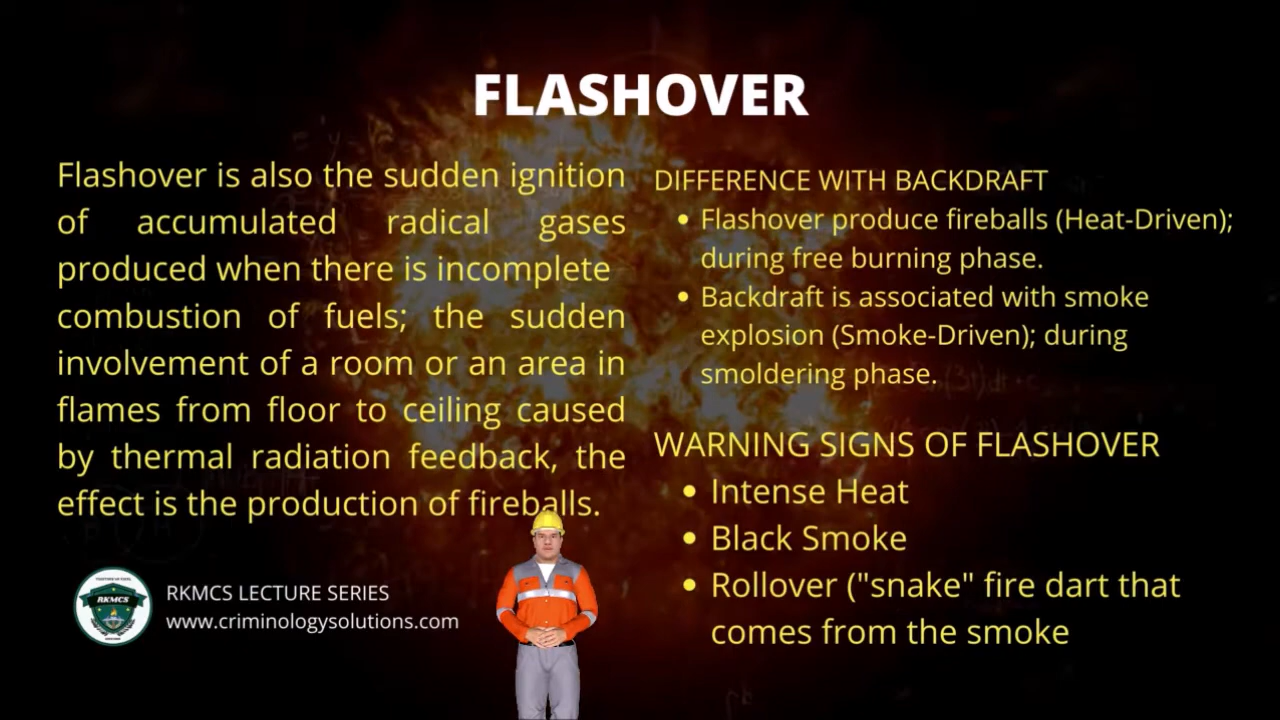 FLASHOVER
Flashover is also the sudden ignition
of accumulated radical gases
produced when there is incomplete
combustion of fuels; the sudden
involvement of a room or an area in
flames from floor to ceiling caused
by thermal radiation feedback, the
effect is the production of fireballs.
DIFFERENCE WITH BACKDRAFT
• Flashover produce fireballs (Heat-Driven);
during free burning phase.
• Backdraft is associated with smoke
explosion (Smoke-Driven); during
smoldering phase.
WARNING SIGNS OF FLASHOVER
• Intense Heat
• Black Smoke
• Rollover ("snake" fire dart that
comes from the smoke
RKMCS
RKMCS LECTURE SERIES
www.criminologysolutions.com